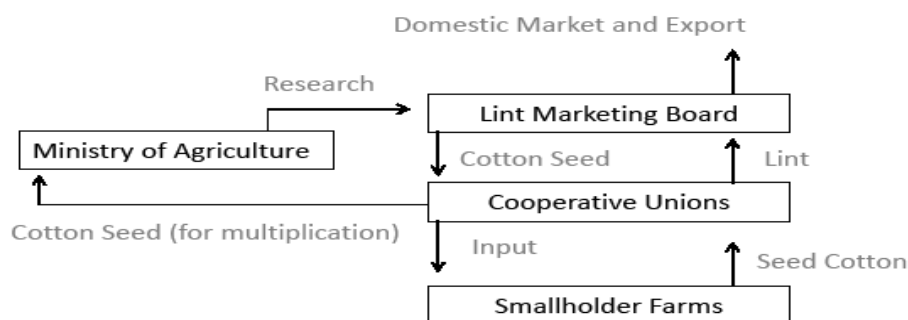 Domestic Market and Export
Research
Lint Marketing Board
Ministry of Agriculture
Cotton Seed
Lint
Cooperative Unions
Cotton Seed (for multiplication)
Input
Seed Cotton
Smallholder Farms